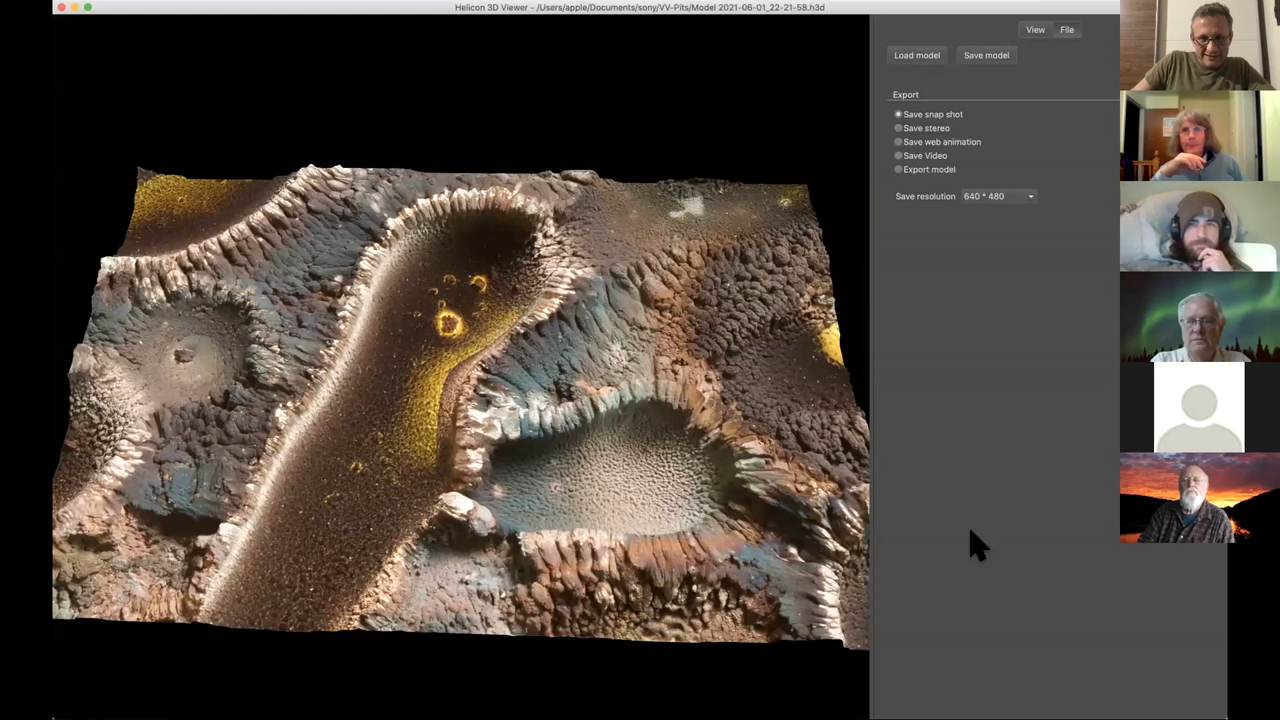 Helicon 3D Viewer - /Users/apple/Documents/sony/VV-Pits/Model 2021-06-01_22-21-58.h3d
View File
Load model Save model
Export
Save snap shot
Save stereo
Save web animation
Save Video
Export model
Save resolution 640 * 480